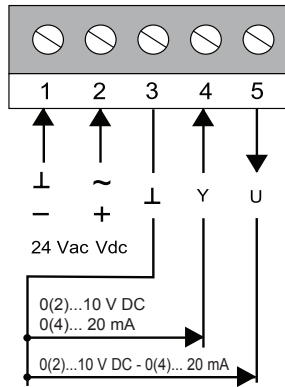 1 2 3 4 5
⊥ ~ ⊥ Y U
− +
24 Vac Vdc
0(2)...10 V DC
0(4)... 20 mA
0(2)...10 V DC - 0(4)... 20 mA